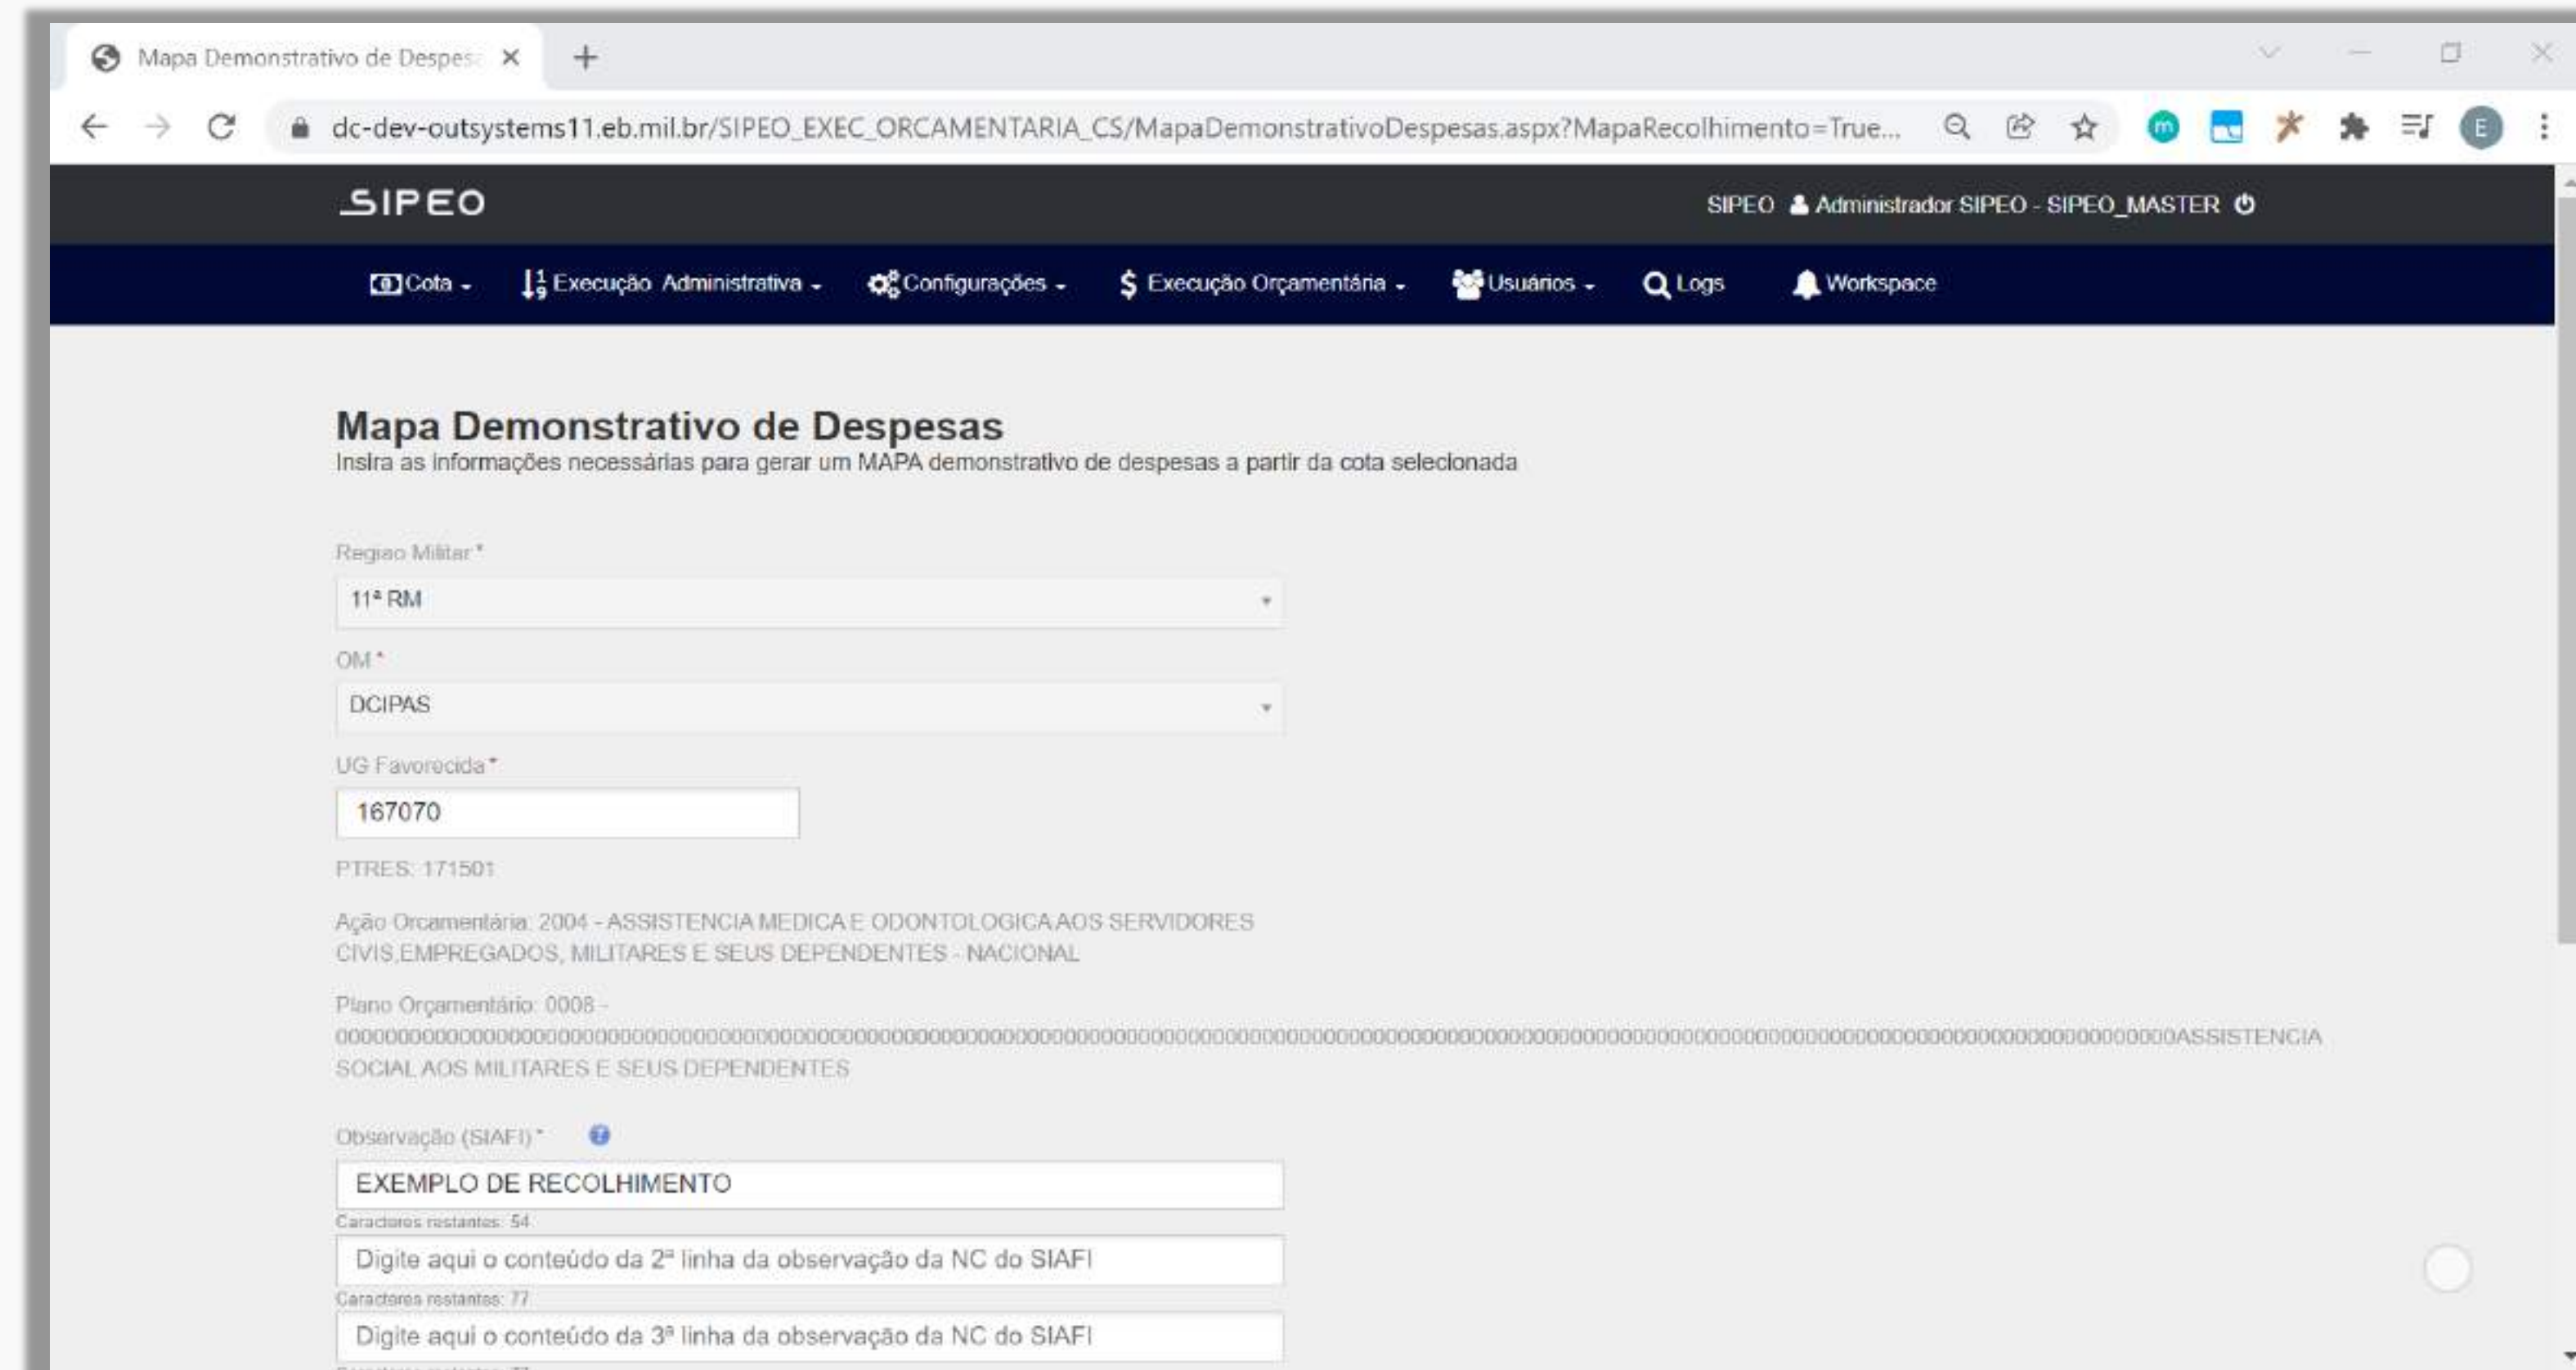 Mapa Demonstrativo de Despesa
dc-dev-outsystems11.eb.mil.br/SIPEO_EXEC_ORCAMENTARIA_CS/MapaDemonstrativoDespesas.aspx?MapaRecolhimento=True...
E
SIPEO
SIPEO Administrador SIPEO - SIPEO_MASTER
Cota Execução Administrativa Configurações $ Execução Orçamentária Usuários Logs Workspace
Mapa Demonstrativo de Despesas
Insira as informações necessárias para gerar um MAPA demonstrativo de despesas a partir da cota selecionada
Regiao Militar *
11ª RM
OM *
DCIPAS
UG Favorecida *
167070
PTRES: 171501
Ação Orcamentária: 2004 - ASSISTENCIA MEDICA E ODONTOLOGICA AOS SERVIDORES
CIVIS,EMPREGADOS, MILITARES E SEUS DEPENDENTES - NACIONAL
Plano Orçamentário: 0008 -
ASSISTENCIA
SOCIAL AOS MILITARES E SEUS DEPENDENTES
Observação (SIAFI) *
EXEMPLO DE RECOLHIMENTO
Caracteres restantes: 54
Digite aqui o conteúdo da 2ª linha da observação da NC do SIAFI
Caracteres restantes: 77
Digite aqui o conteúdo da 3ª linha da observação da NC do SIAFI